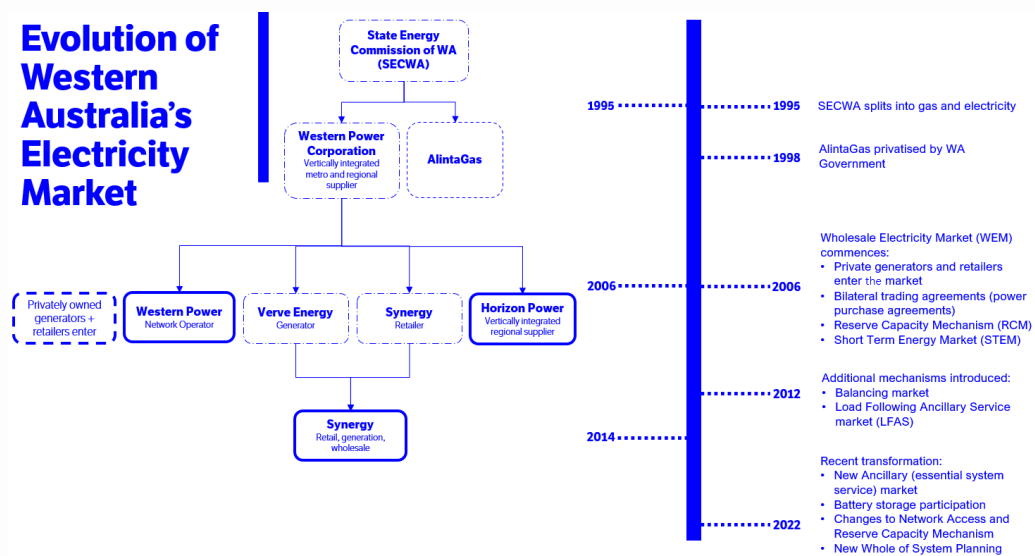 Evolution of
Western
Australia's
Electricity
Market
State Energy
Commission of WA
(SECWA)
Western Power
Corporation
Vertically integrated
metro and regional
supplier
AlintaGas
Privately owned
generators +
retailers enter
Western Power
Network Operator
Verve Energy
Generator
Synergy
Retailer
Horizon Power
Vertically integrated
regional supplier
Synergy
Retail, generation,
wholesale
1995
2006
2014
1995
SECWA splits into gas and electricity
1998
AlintaGas privatised by WA
Government
2006
Wholesale Electricity Market (WEM)
commences:
• Private generators and retailers
enter the market
• Bilateral trading agreements (power
purchase agreements)
• Reserve Capacity Mechanism (RCM)
• Short Term Energy Market (STEM)
2012
Additional mechanisms introduced:
• Balancing market
• Load Following Ancillary Service
market (LFAS)
2022
Recent transformation:
• New Ancillary (essential system
service) market
• Battery storage participation
• Changes to Network Access and
Reserve Capacity Mechanism
• New Whole of System Planning